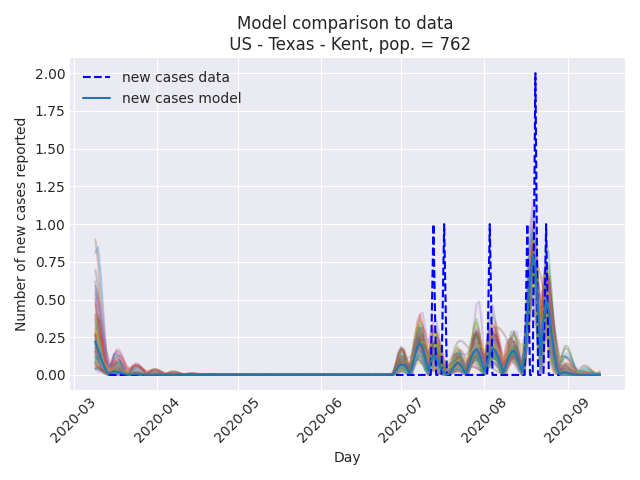 Model comparison to data
US - Texas - Kent, pop. = 762
new cases data
new cases model
Number of new cases reported
2.00
1.75
1.50
1.25
1.00
0.75
0.50
0.25
0.00
2020-03
2020-04
2020-05
2020-06
2020-07
2020-08
2020-09
Day